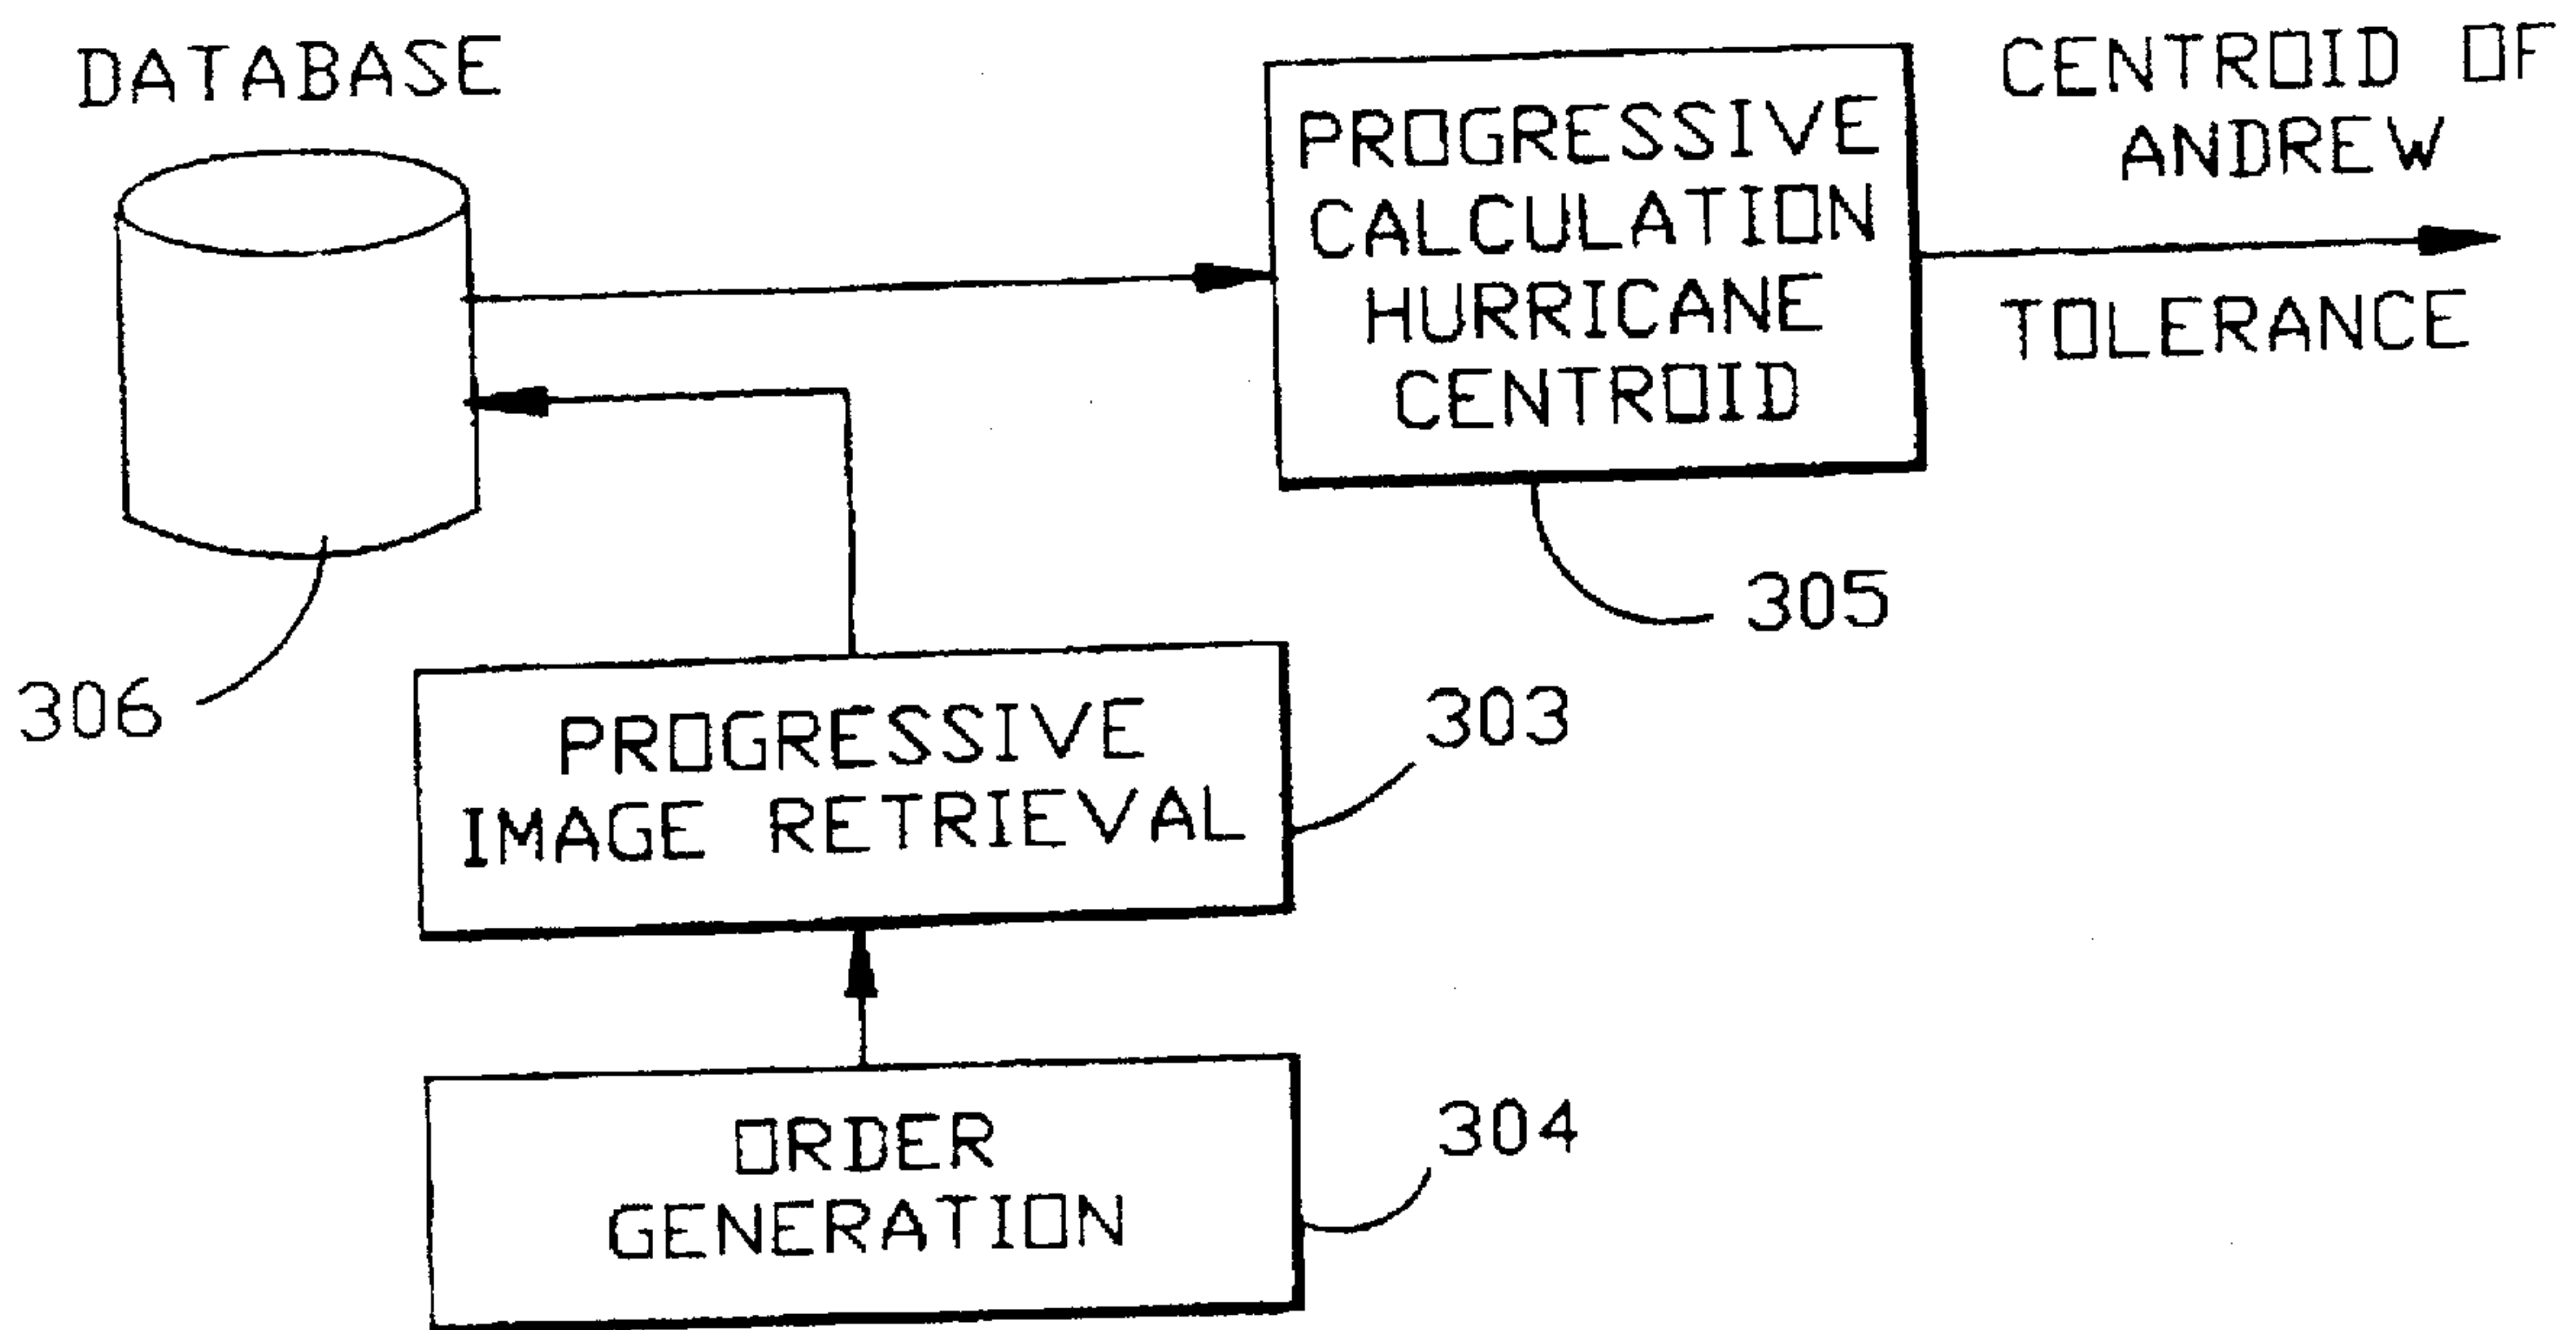 DATABASE
PROGRESSIVE
CALCULATION
HURRICANE
CENTROID
CENTROID OF
ANDREW
TOLERANCE
305
306
PROGRESSIVE
IMAGE RETRIEVAL
303
ORDER
GENERATION
304